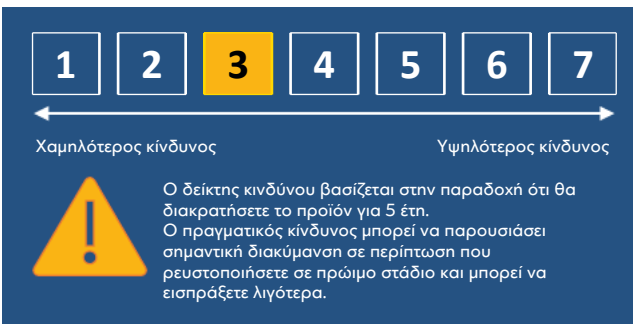 1 2 3 4 5 6 7
Χαμηλότερος κίνδυνος Υψηλότερος κίνδυνος
Ο δείκτης κινδύνου βασίζεται στην παραδοχή ότι θα
διακρατήσετε το προϊόν για 5 έτη.
Ο πραγματικός κίνδυνος μπορεί να παρουσιάσει
σημαντική διακύμανση σε περίπτωση που
ρευστοποιήσετε σε πρώιμο στάδιο και μπορεί να
εισπράξετε λιγότερα.